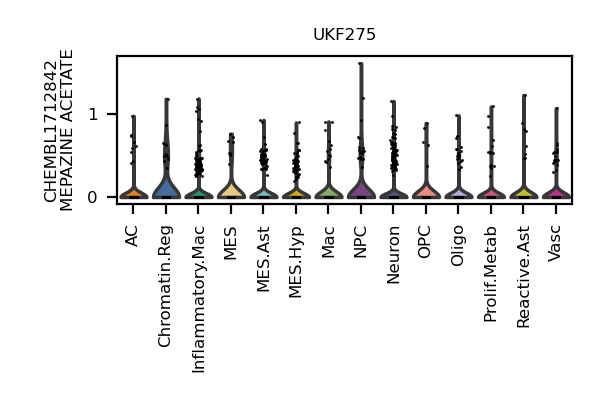 UKF275
CHEMBL1712842
MEPAZINE ACETATE
1
0
AC
Chromatin.Reg
Inflammatory.Mac
MES
MES.Ast
MES.Hyp
Mac
NPC
Neuron
OPC
Oligo
Prolif.Metab
Reactive.Ast
Vasc